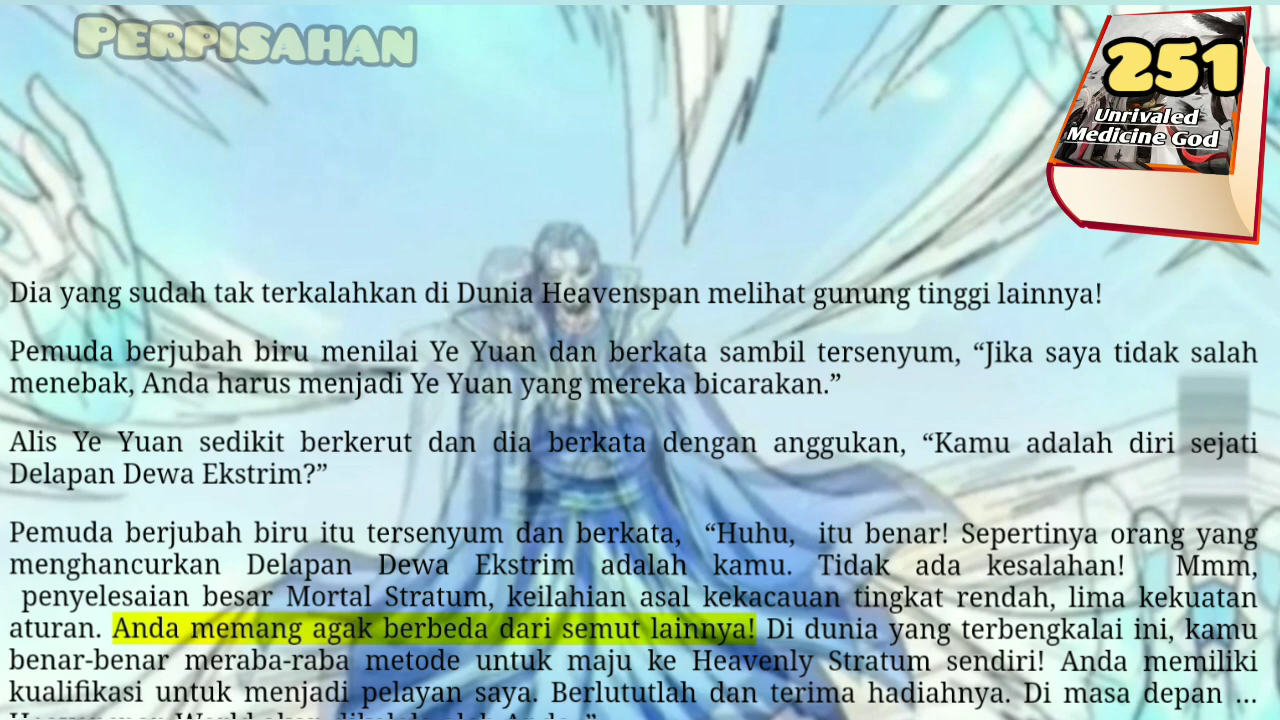 PERPISAHAN
251
Unrivaled
Medicine God
Dia yang sudah tak terkalahkan di Dunia Heavenspan melihat gunung tinggi lainnya!
Pemuda berjubah biru menilai Ye Yuan dan berkata sambil tersenyum, “Jika saya tidak salah
menebak, Anda harus menjadi Ye Yuan yang mereka bicarakan.”
Alis Ye Yuan sedikit berkerut dan dia berkata dengan anggukan, “Kamu adalah diri sejati
Delapan Dewa Ekstrim?”
Pemuda berjubah biru itu tersenyum dan berkata, “Huhu, itu benar! Sepertinya orang yang
menghancurkan Delapan Dewa Ekstrim adalah kamu. Tidak ada kesalahan! Mmm,
penyelesaian besar Mortal Stratum, keilahian asal kekacauan tingkat rendah, lima kekuatan
aturan. Anda memang agak berbeda dari semut lainnya! Di dunia yang terbengkalai ini, kamu
benar-benar meraba-raba metode untuk maju ke Heavenly Stratum sendiri! Anda memiliki
kualifikasi untuk menjadi pelayan saya. Berlututlah dan terima hadiahnya. Di masa depan ...